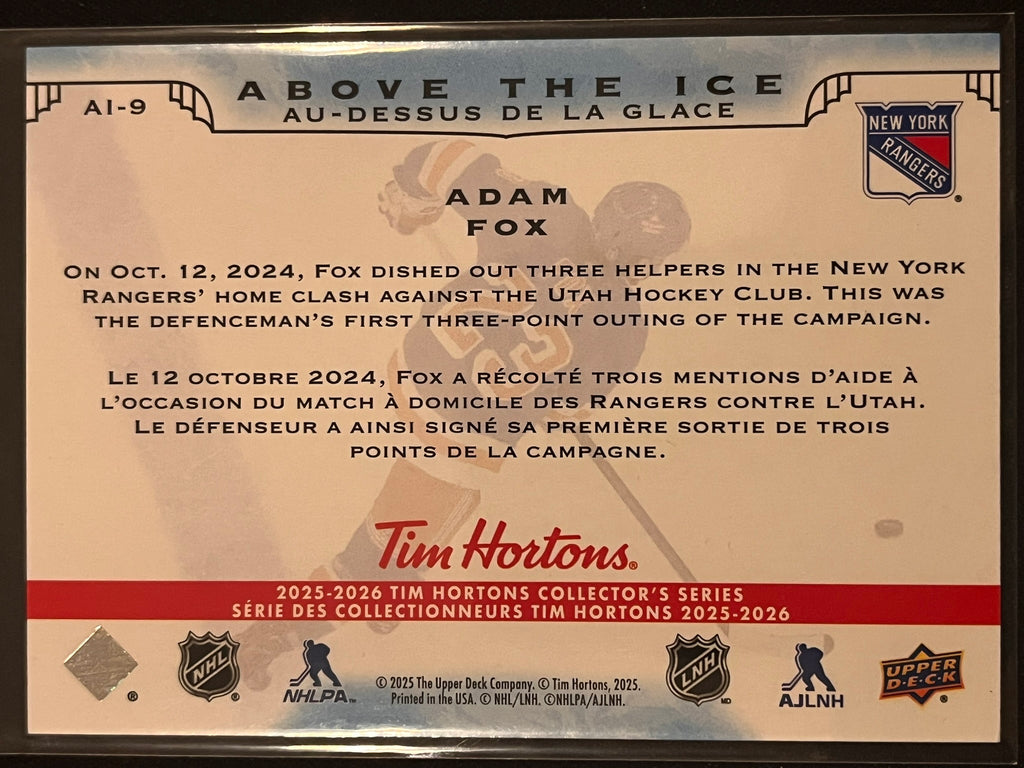 AI-9
ABOVE THE ICE
AU-DESSUS DE LA GLACE
NEW YORK
RANGERS
®
ADAM
FOX
ON OCT. 12, 2024, FOX DISHED OUT THREE HELPERS IN THE NEW YORK
RANGERS' HOME CLASH AGAINST THE UTAH HOCKEY CLUB. THIS WAS
THE DEFENCEMAN'S FIRST THREE-POINT OUTING OF THE CAMPAIGN.
LE 12 OCTOBRE 2024, FOX A RÉCOLTÉ TROIS MENTIONS D'AIDE À
L'OCCASION DU MATCH À DOMICILE DES RANGERS CONTRE L'UTAH.
LE DÉFENSEUR A AINSI SIGNÉ SA PREMIÈRE SORTIE DE TROIS
POINTS DE LA CAMPAGNE.
23
Tim Hortons®
2025-2026 TIM HORTONS COLLECTOR'S SERIES
SÉRIE DES COLLECTIONNEURS TIM HORTONS 2025-2026
®
NHL ®
NHLPA™
© 2025 The Upper Deck Company. © Tim Hortons, 2025.
Printed in the USA. © NHL/LNH. ©NHLPA/AJLNH.
LNH MD
AJLNH
UPPER
DECK ®